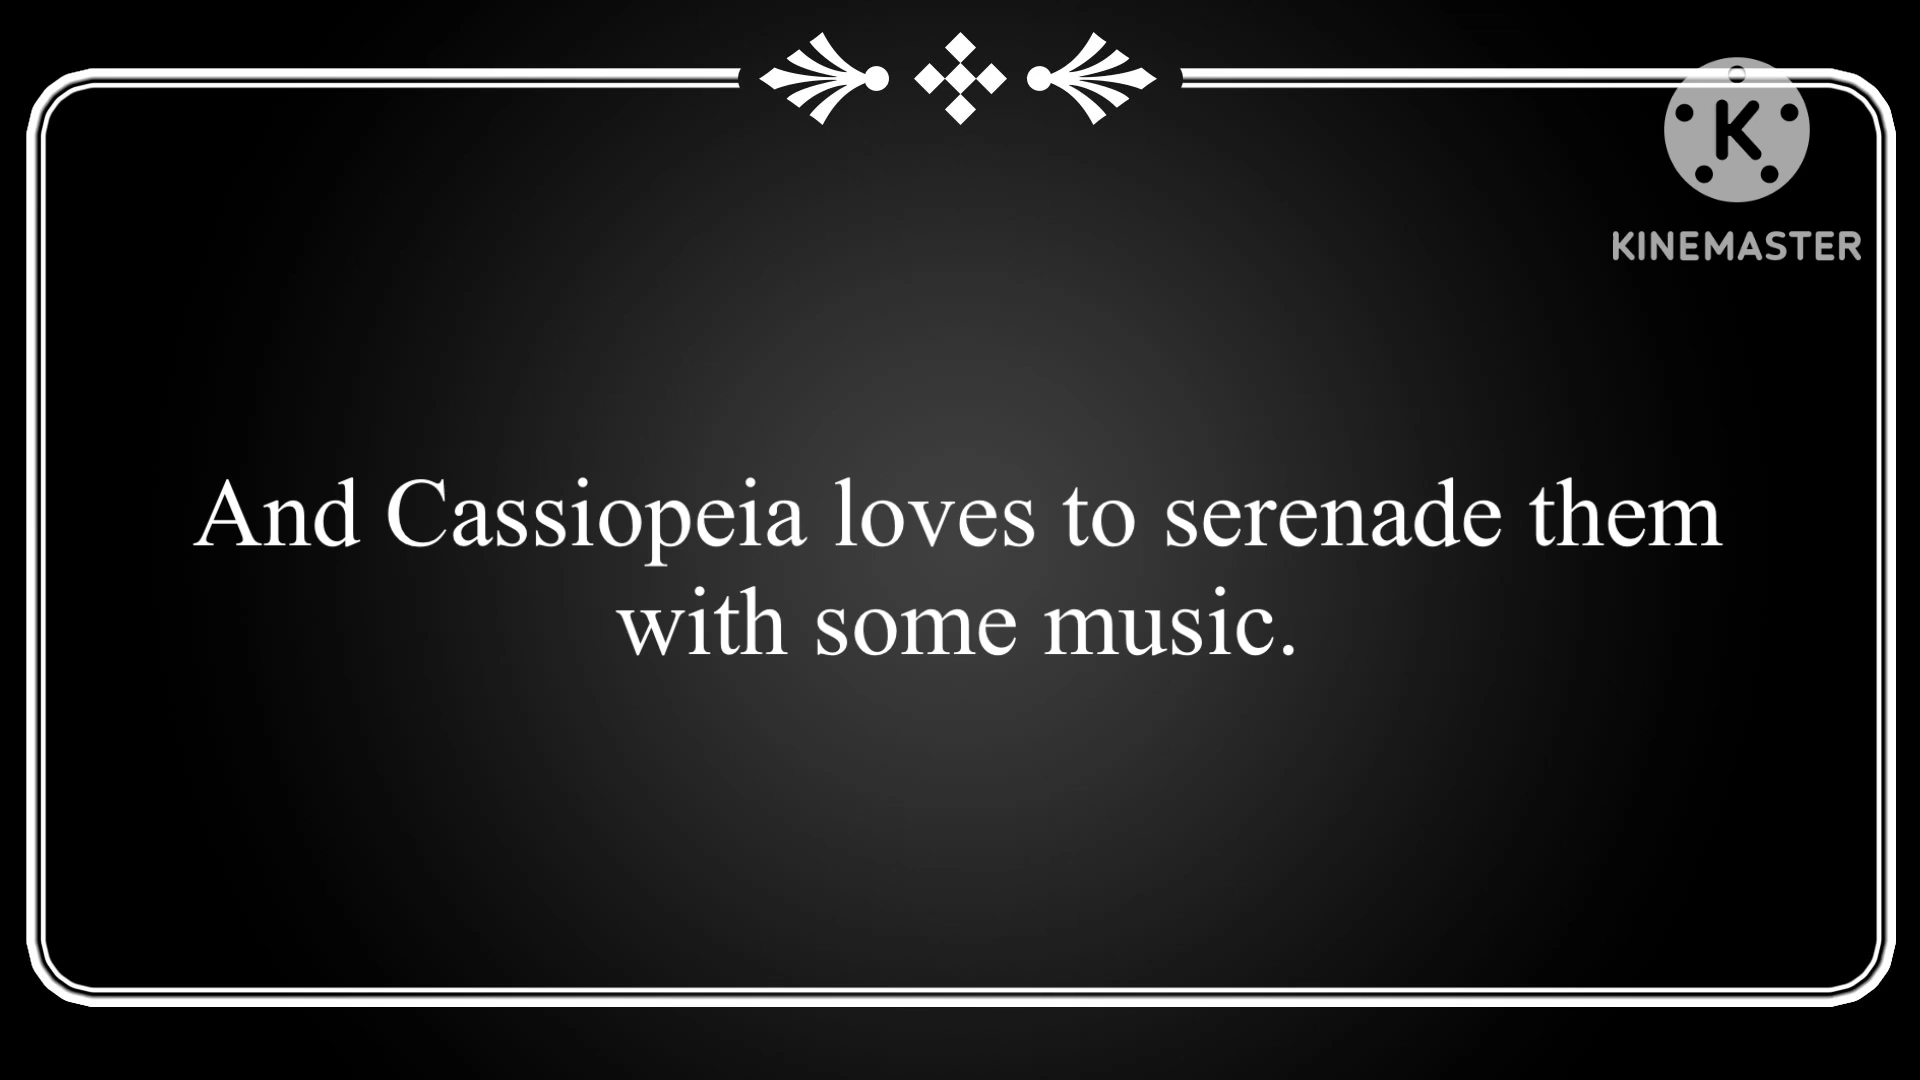 K
KINEMASTER
And Cassiopeia loves to serenade them
with some music.